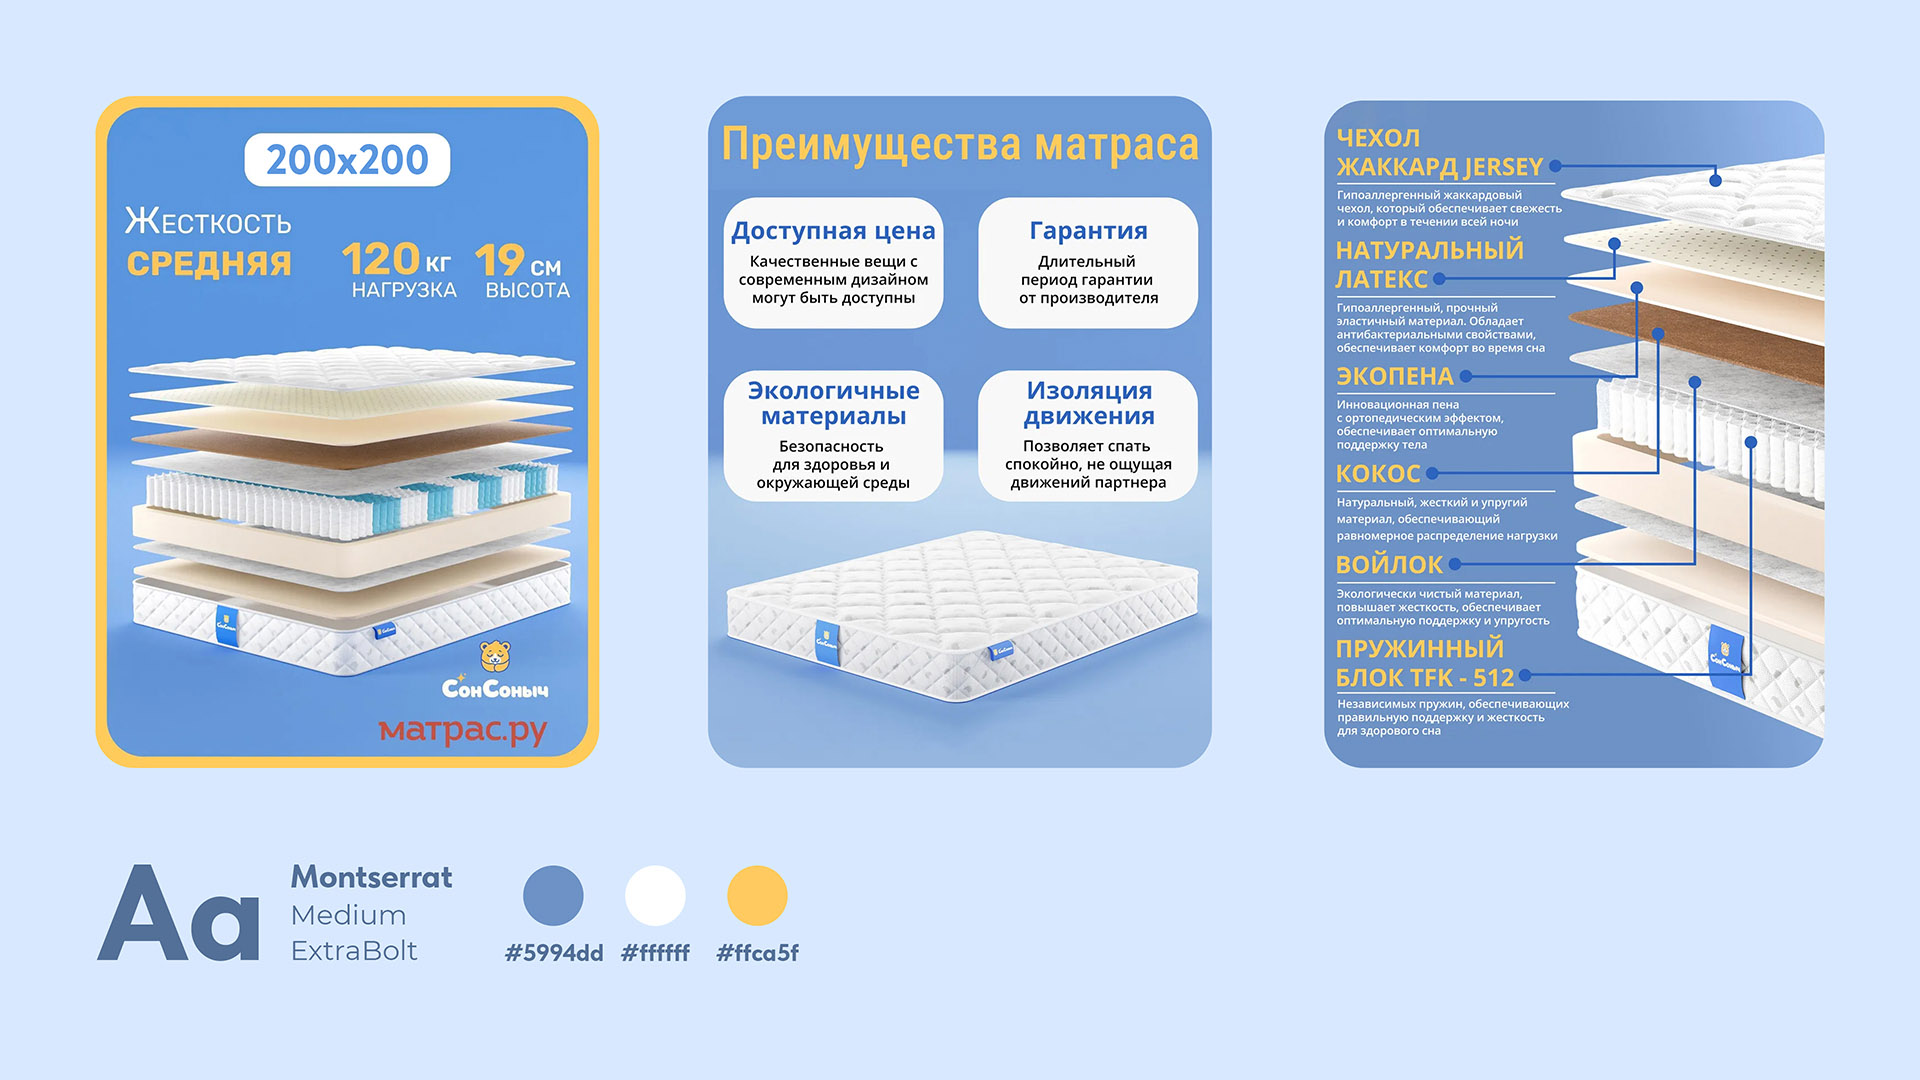 200x200
Жесткость
СРЕДНЯЯ
120 кг
НАГРУЗКА
19 см
ВЫСОТА
СонСоныч
СонСоныч
СонСоныч
матрас.ру
Преимущества матраса
Доступная цена
Качественные вещи с
современным дизайном
могут быть доступны
Гарантия
Длительный
период гарантии
от производителя
Экологичные
материалы
Безопасность
для здоровья и
окружающей среды
Изоляция
движения
Позволяет спать
спокойно, не ощущая
движений партнера
СонСоныч
СонСоныч
ЧЕХОЛ
ЖАККАРД JERSEY
Гипоаллергенный жаккардовый
чехол, который обеспечивает свежесть
и комфорт в течении всей ночи
НАТУРАЛЬНЫЙ
ЛАТЕКС
Гипоаллергенный, прочный
эластичный материал. Обладает
антибактериальными свойствами,
обеспечивает комфорт во время сна
ЭКОПЕНА
Инновационная пена
с ортопедическим эффектом,
обеспечивает оптимальную
поддержку тела
КОКОС
Натуральный, жесткий и упругий
материал, обеспечивающий
равномерное распределение нагрузки
ВОЙЛОК
Экологически чистый материал,
повышает жесткость, обеспечивает
оптимальную поддержку и упругость
ПРУЖИННЫЙ
БЛОК TFK - 512
Независимых пружин, обеспечивающих
правильную поддержку и жесткость
для здорового сна
СонСоныч
Aa
Montserrat
Medium
ExtraBolt
#5994dd
#ffffff
#ffca5f